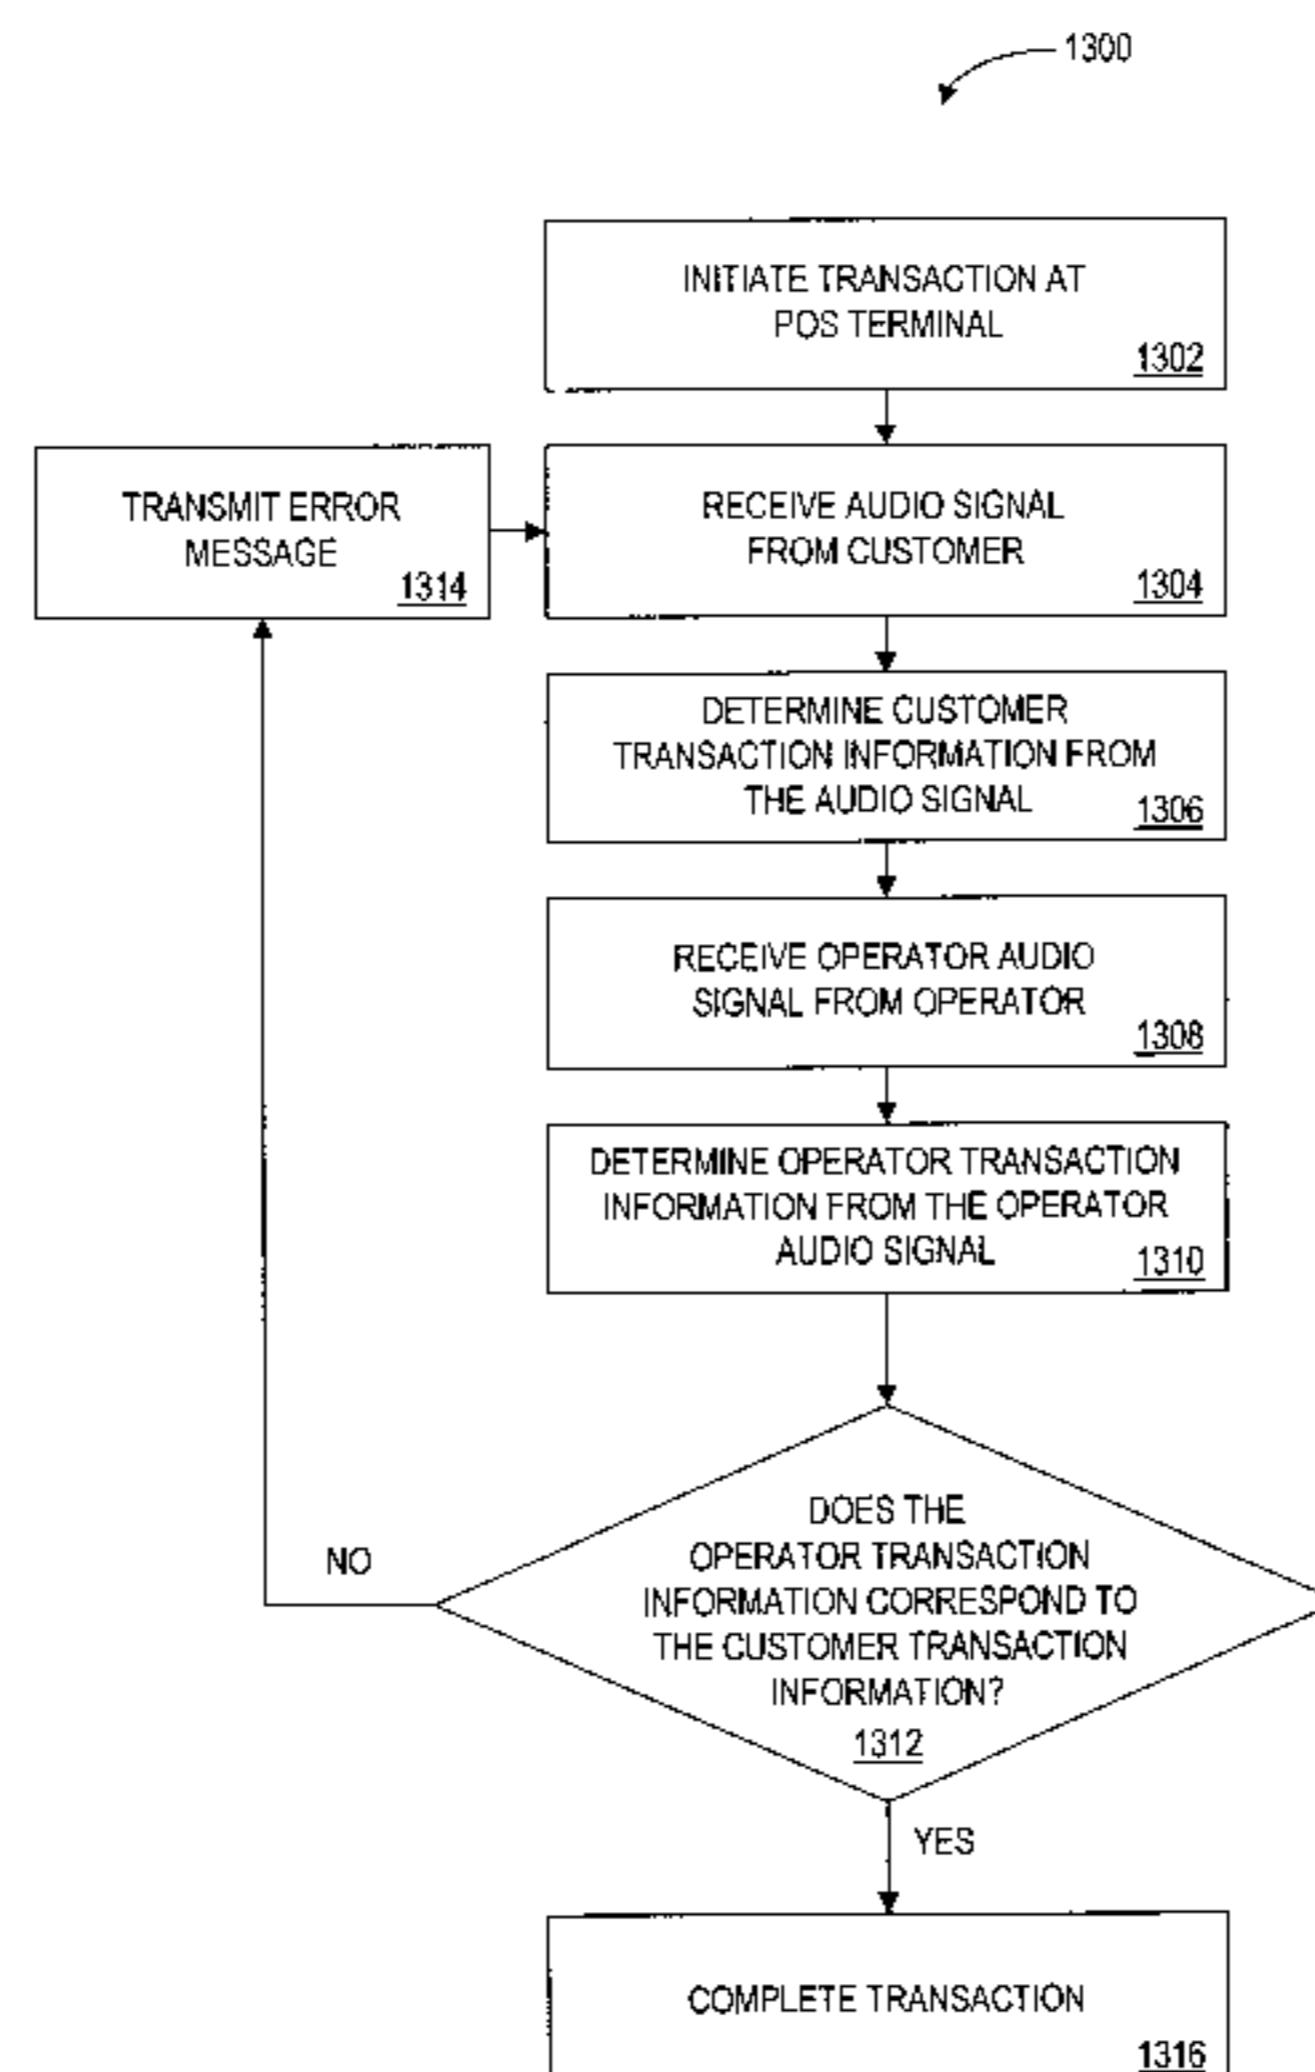 1300
INITIATE TRANSACTION AT
POS TERMINAL
1302
TRANSMIT ERROR
MESSAGE
1314
RECEIVE AUDIO SIGNAL
FROM CUSTOMER
1304
DETERMINE CUSTOMER
TRANSACTION INFORMATION FROM
THE AUDIO SIGNAL
1306
RECEIVE OPERATOR AUDIO
SIGNAL FROM OPERATOR
1308
DETERMINE OPERATOR TRANSACTION
INFORMATION FROM THE OPERATOR
AUDIO SIGNAL
1310
DOES THE
OPERATOR TRANSACTION
INFORMATION CORRESPOND TO
THE CUSTOMER TRANSACTION
INFORMATION?
1312
NO
YES
COMPLETE TRANSACTION
1316